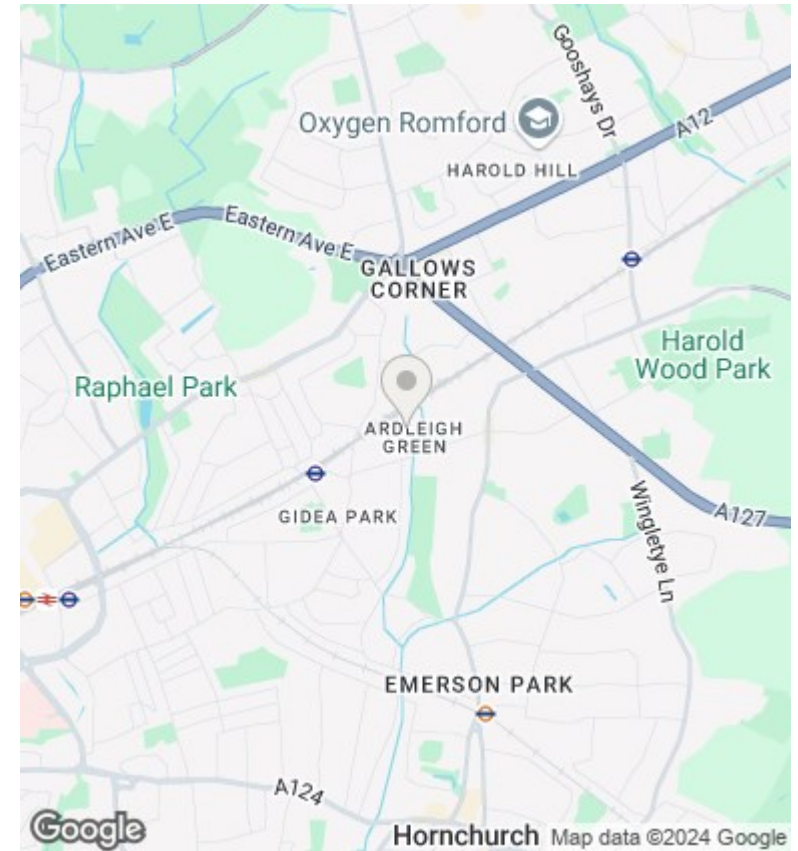 Gooshays Dr
Oxygen Romford
A12
HAROLD HILL
Eastern Ave E
Eastern Ave E
GALLOWS
CORNER
Harold
Wood Park
Raphael Park
ARDLEIGH
GREEN
GIDEA PARK
Wingletye Ln
A127
EMERSON PARK
A124
Google
Hornchurch
Map data ©2024 Google